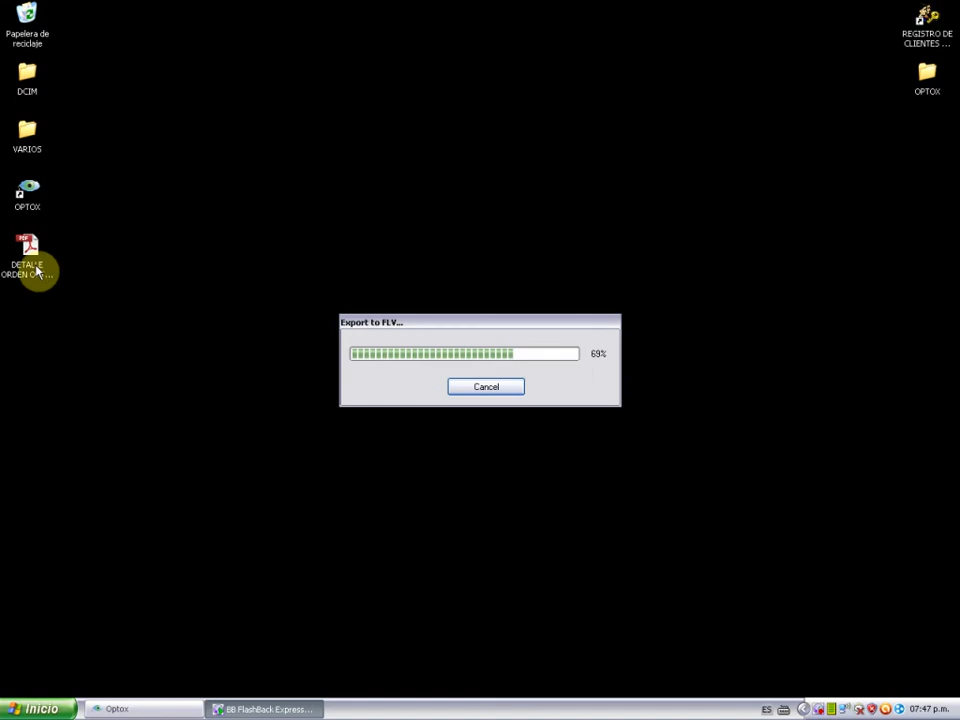 Papelera de
reciclaje
DCIM
VARIOS
OPTOX
PDF
REGISTRO DE
CLIENTES ...
OPTOX
Export to FLV...
69%
Cancel
Inicio
Optox
BB FlashBack Express...
ES
07:47 p.m.